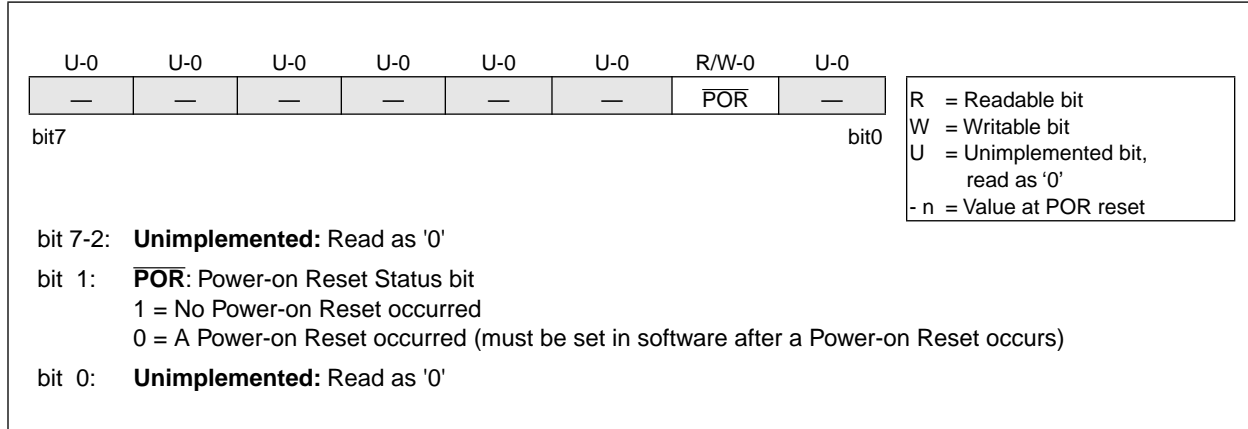 U-0 U-0 U-0 U-0 U-0 U-0 R/W-0 U-0
— — — — — — P̅O̅R̅ —
bit7 bit0
R = Readable bit
W = Writable bit
U = Unimplemented bit,
read as ‘0’
- n = Value at POR reset
bit 7-2: Unimplemented: Read as '0'
bit 1: P̅O̅R̅: Power-on Reset Status bit
1 = No Power-on Reset occurred
0 = A Power-on Reset occurred (must be set in software after a Power-on Reset occurs)
bit 0: Unimplemented: Read as '0'